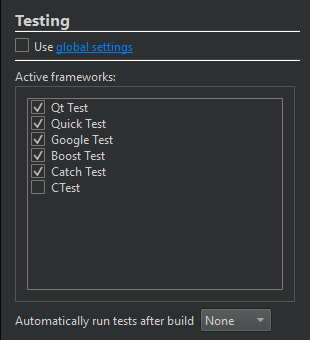 Testing
Use global settings
Active frameworks:
Qt Test
Quick Test
Google Test
Boost Test
Catch Test
CTest
Automatically run tests after build None